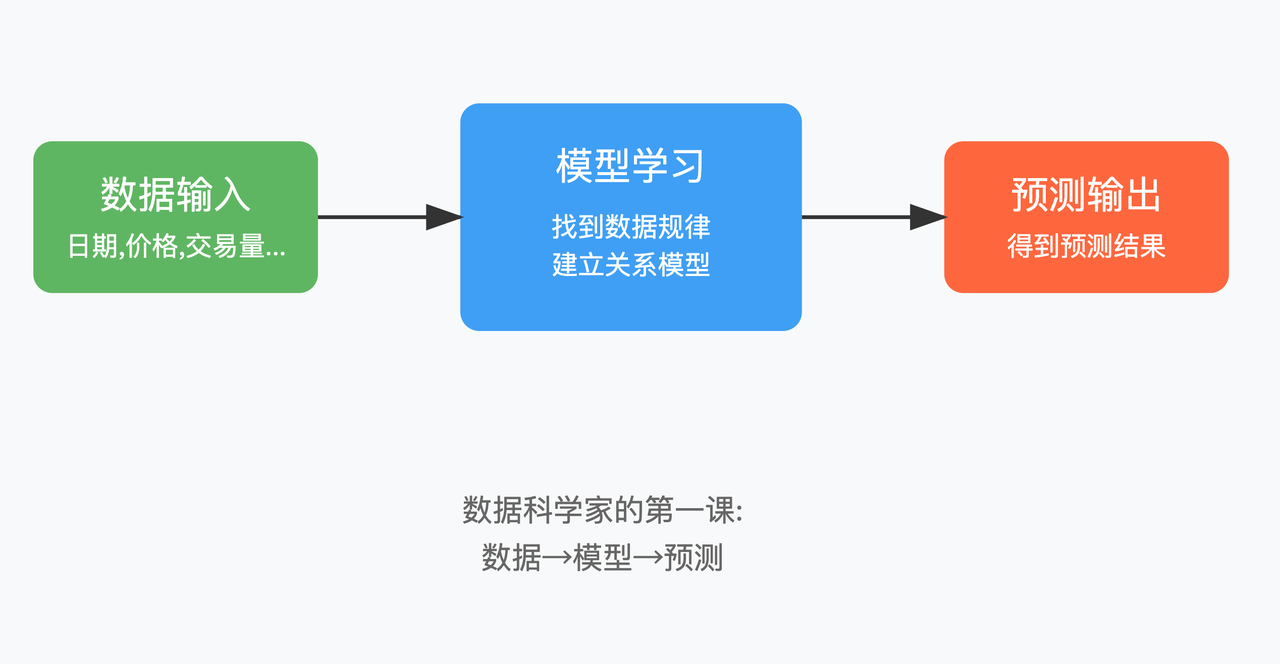 数据输入
日期,价格,交易量...
模型学习
找到数据规律
建立关系模型
预测输出
得到预测结果
数据科学家的第一课:
数据→模型→预测